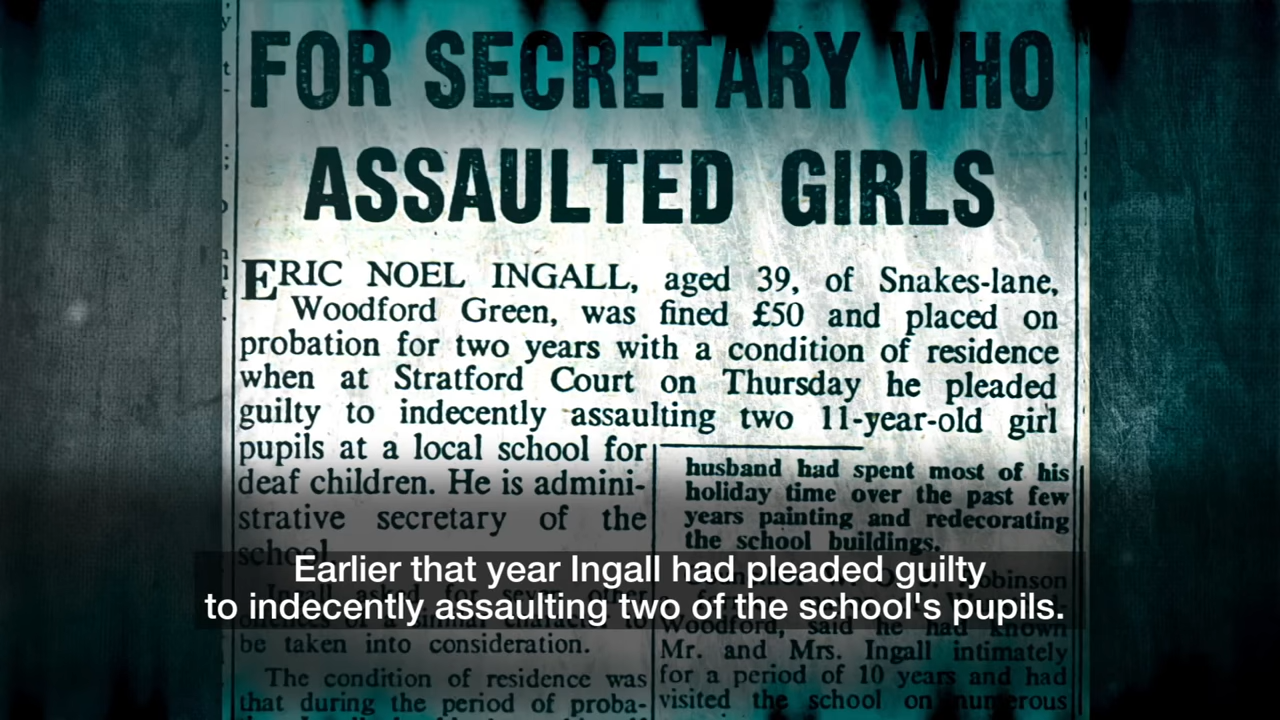 FOR SECRETARY WHO
ASSAULTED GIRLS
ERIC NOEL INGALL, aged 39, of Snakes-lane,
Woodford Green, was fined £50 and placed on
probation for two years with a condition of residence
when at Stratford Court on Thursday he pleaded
guilty to indecently assaulting two 11-year-old girl
pupils at a local school for
deaf children. He is admini-
strative secretary of the
school.
be taken into consideration.
The condition of residence was
that during the period of proba-
husband had spent most of his
holiday time over the past few
years painting and redecorating
the school buildings.
Robinson
Woodford, said he had known
Mr. and Mrs. Ingall intimately
for a period of 10 years and had
visited the school on numerous
Earlier that year Ingall had pleaded guilty
to indecently assaulting two of the school's pupils.